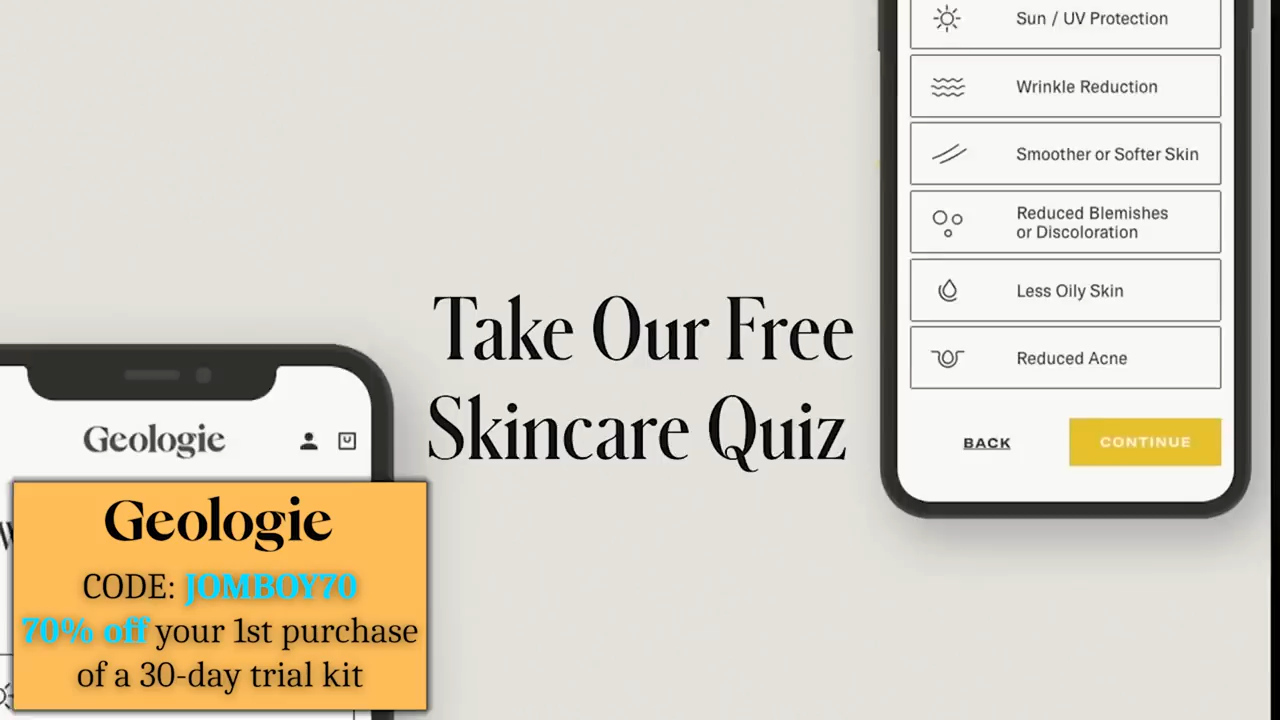 Sun / UV Protection
Wrinkle Reduction
Smoother or Softer Skin
Reduced Blemishes
or Discoloration
Less Oily Skin
Reduced Acne
BACK
CONTINUE
Take Our Free
Skincare Quiz
Geologie
Geologie
CODE: JOMBOY70
70% off your 1st purchase
of a 30-day trial kit